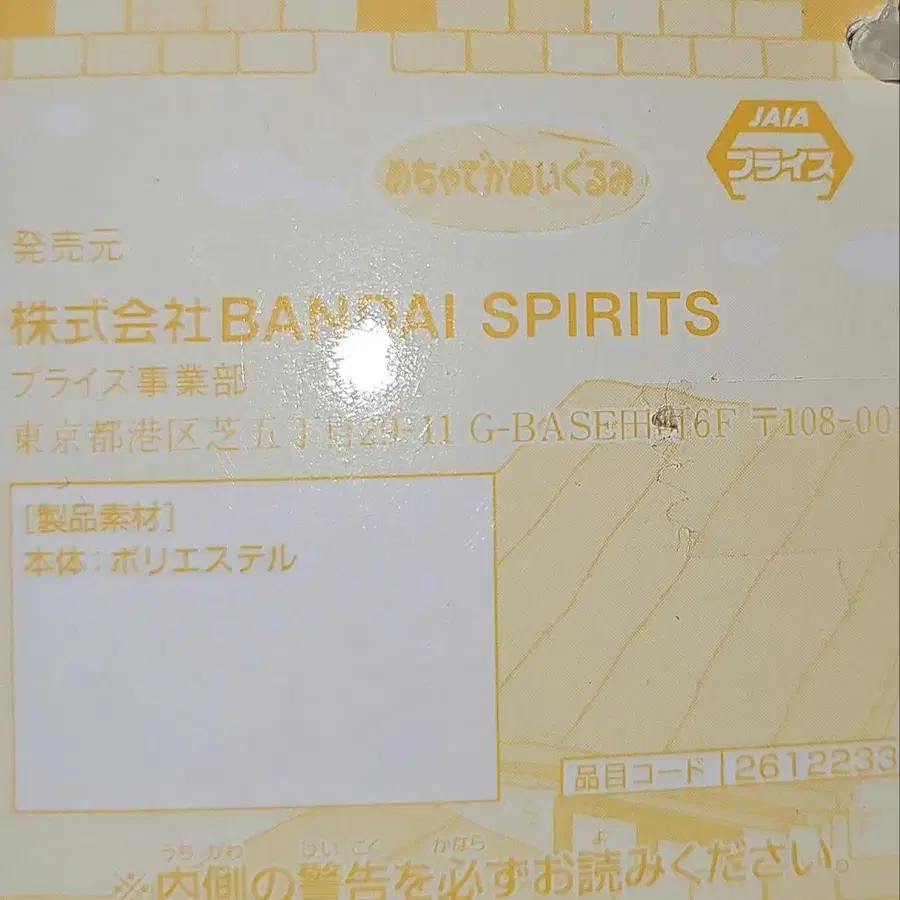 JAIA
プライズ
めちゃでかぬいぐるみ
発売元
株式会社BANDAI SPIRITS
プライズ事業部
東京都港区芝五丁目29-11 G-BASE田町6F 〒108-001
[製品素材]
本体:ポリエステル
品目コード 2612233
うち がわ けい こく かなら よ
※内側の警告を必ずお読みください。